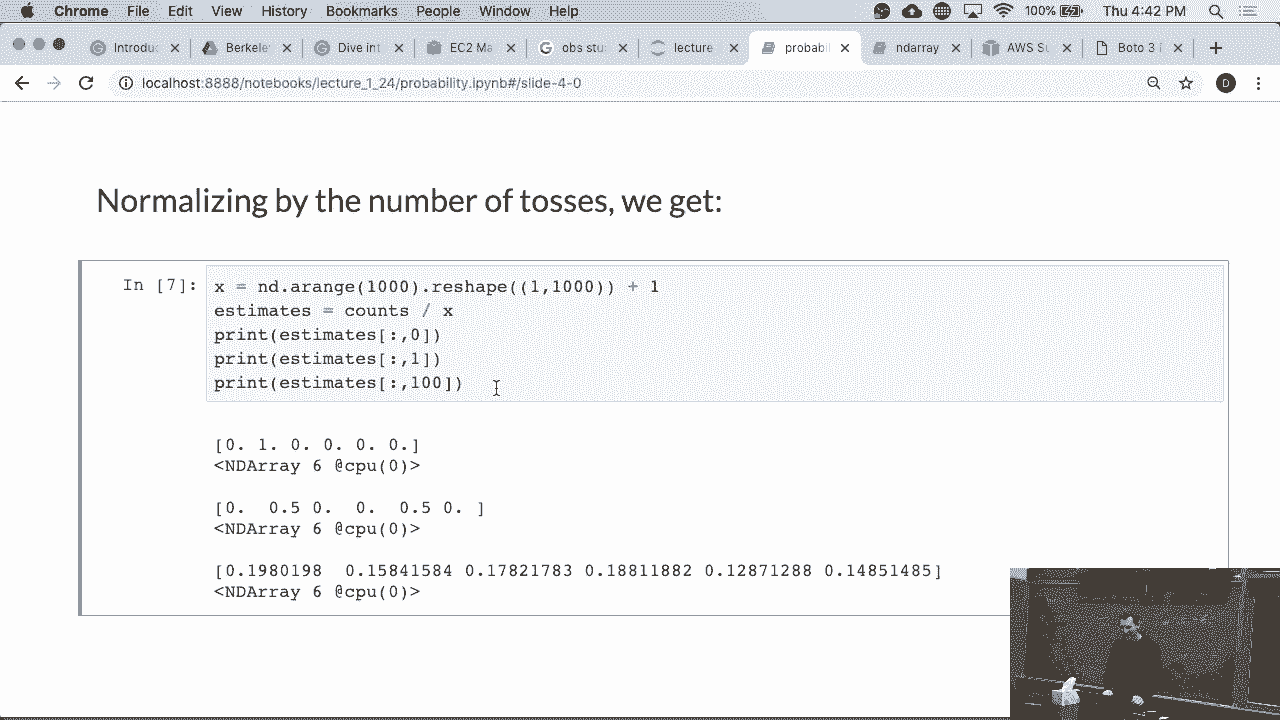 Chrome File Edit View History Bookmarks People Window Help 100% Thu 4:42 PM
Introdu Berkele Dive int EC2 Ma obs stu lecture probabil ndarray AWS Su Boto 3
localhost:8888/notebooks/lecture_1_24/probability.ipynb#/slide-4-0 D
Normalizing by the number of tosses, we get:
In [7]: x = nd.arange(1000).reshape((1,1000)) + 1
estimates = counts / x
print(estimates[:,0])
print(estimates[:,1])
print(estimates[:,100])
[0. 1. 0. 0. 0. 0.]
<NDArray 6 @cpu(0)>
[0.  0.5 0.  0.  0.5 0. ]
<NDArray 6 @cpu(0)>
[0.1980198  0.15841584 0.17821783 0.18811882 0.12871288 0.14851485]
<NDArray 6 @cpu(0)>